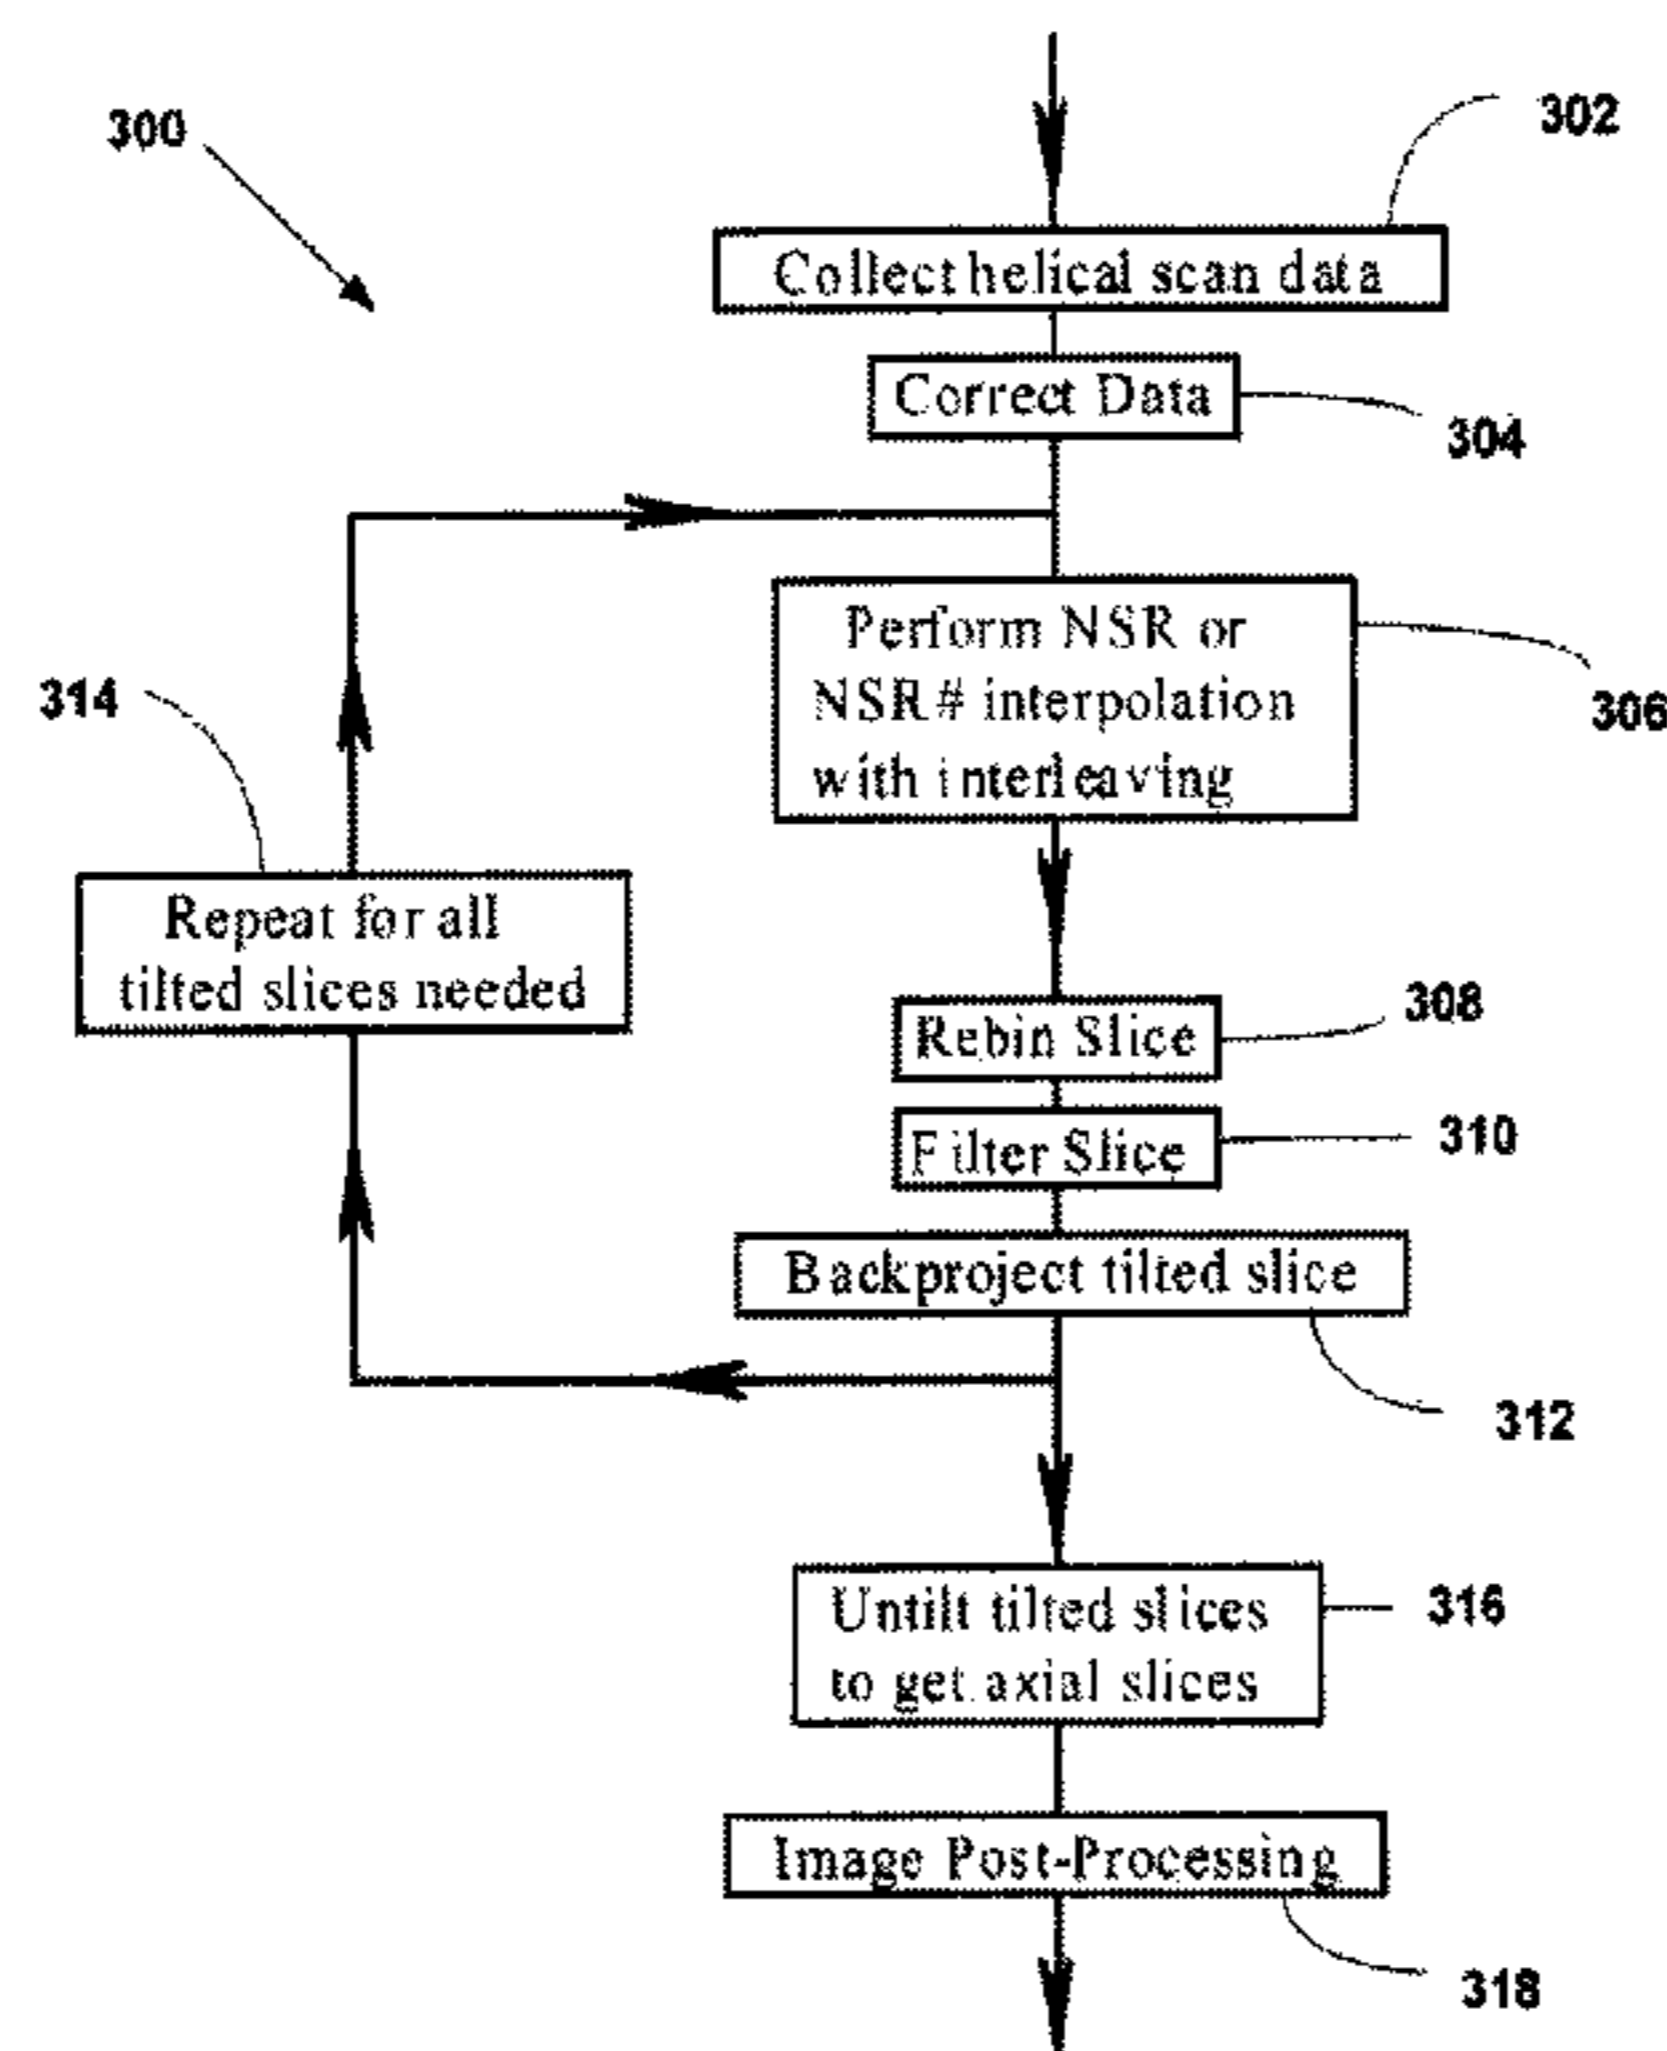 300
302
Collect helical scan data
Correct Data
304
Perform NSR or
NSR# interpolation
with interleaving
306
314
Repeat for all
tilted slices needed
308
Rebin Slice
Filter Slice
310
Backproject tilted slice
312
Untilt tilted slices
to get axial slices
316
Image Post-Processing
318